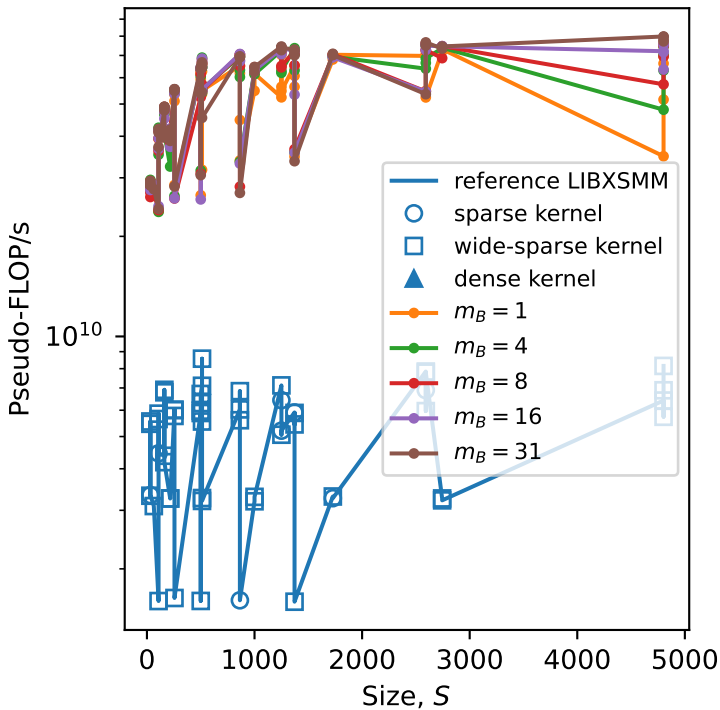 Pseudo-FLOP/s
10^10
reference LIBXSMM
sparse kernel
wide-sparse kernel
dense kernel
m_B = 1
m_B = 4
m_B = 8
m_B = 16
m_B = 31
0 1000 2000 3000 4000 5000
Size, S